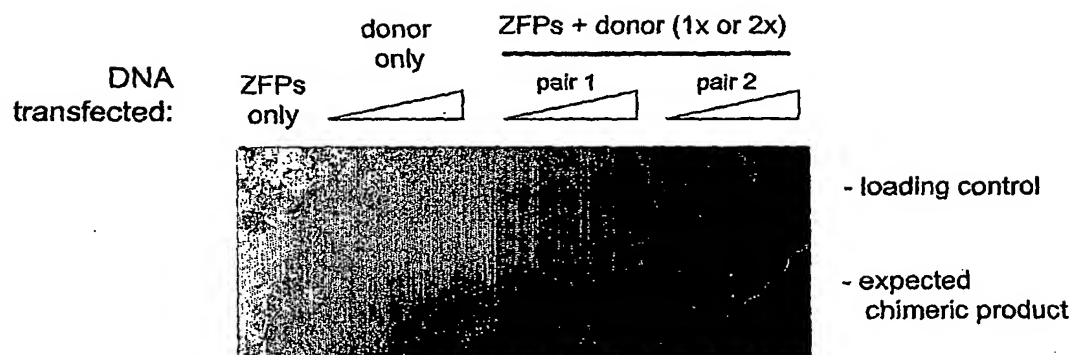 donor
only
ZFPs + donor (1x or 2x)
DNA
transfected:
ZFPs
only
pair 1
pair 2
- loading control
- expected
chimeric product